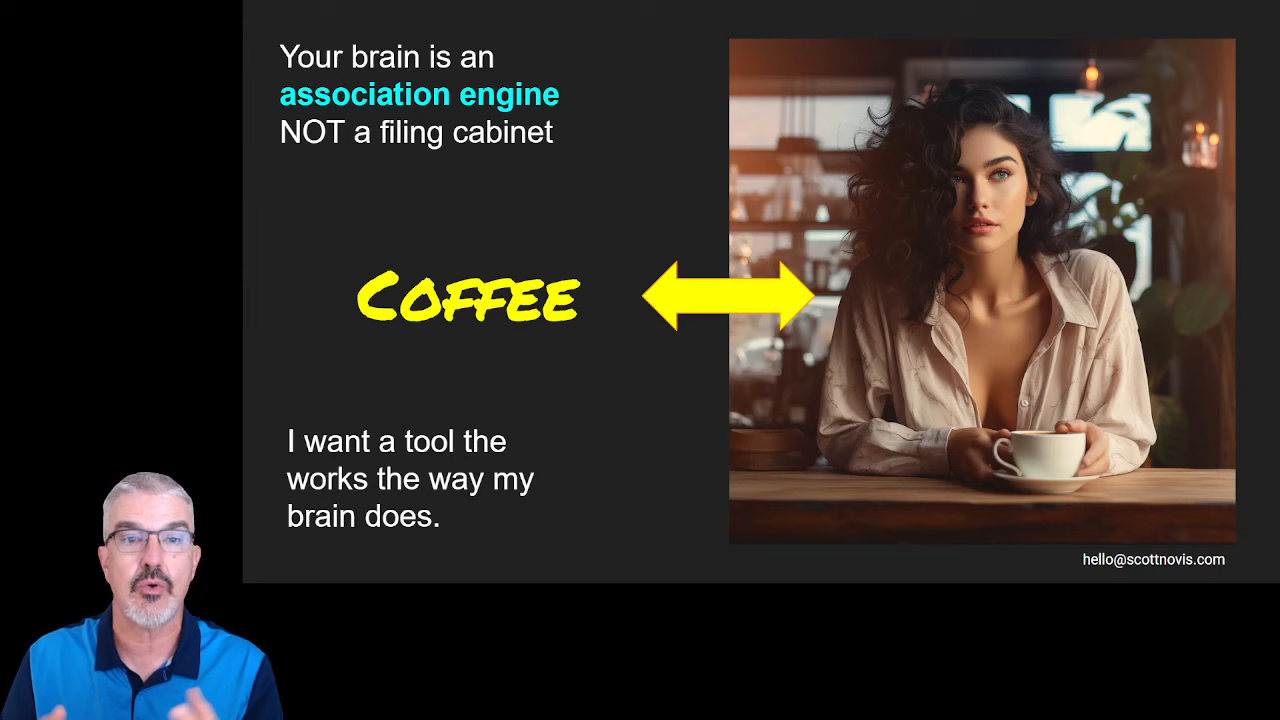 Your brain is an
association engine
NOT a filing cabinet
COFFEE
I want a tool the
works the way my
brain does.
hello@scottnovis.com